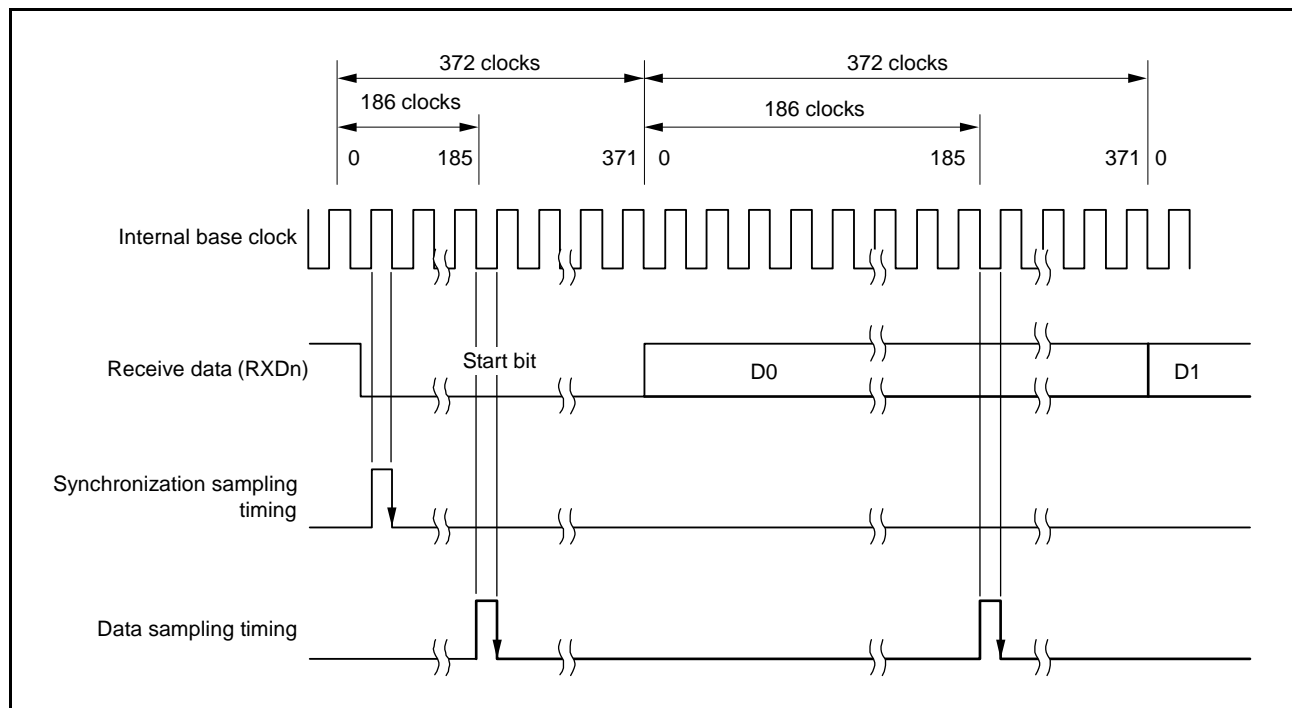 372 clocks
372 clocks
186 clocks
186 clocks
0
185
371
0
185
371
0
Internal base clock
Receive data (RXDn)
Start bit
D0
D1
Synchronization sampling
timing
Data sampling timing